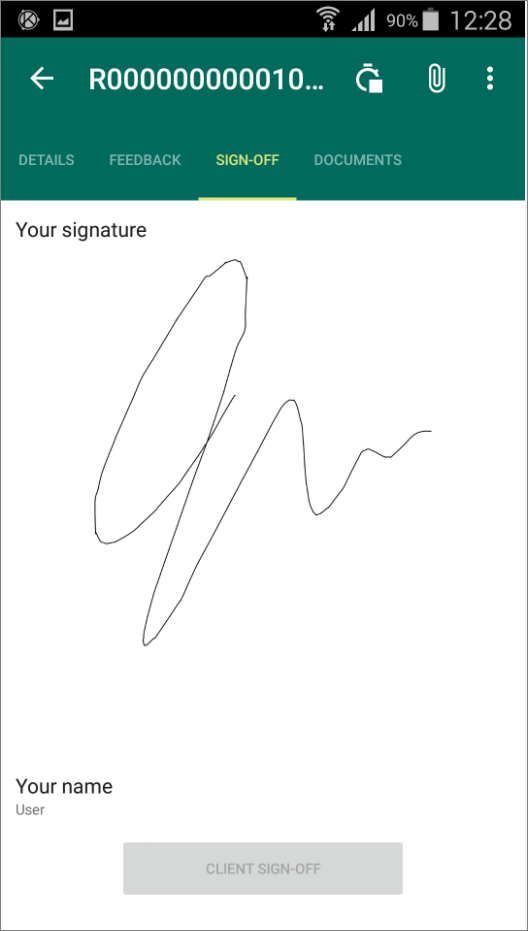 90% 12:28
R000000000010...
DETAILS FEEDBACK SIGN-OFF DOCUMENTS
Your signature
Your name
User
CLIENT SIGN-OFF